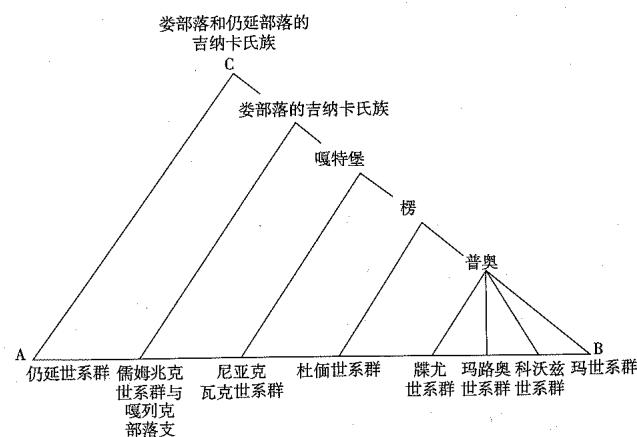 娄部落和仍延部落的
吉纳卡氏族
C
娄部落的吉纳卡氏族
嘎特堡
楞
普奥
A
B
仍延世系群
儒姆兆克
世系群与
嘎列克
部落支
尼亚克
瓦克世系群
杜偭世系群
牒尤
世系群
玛路奥
世系群
科沃兹
世系群
玛世系群